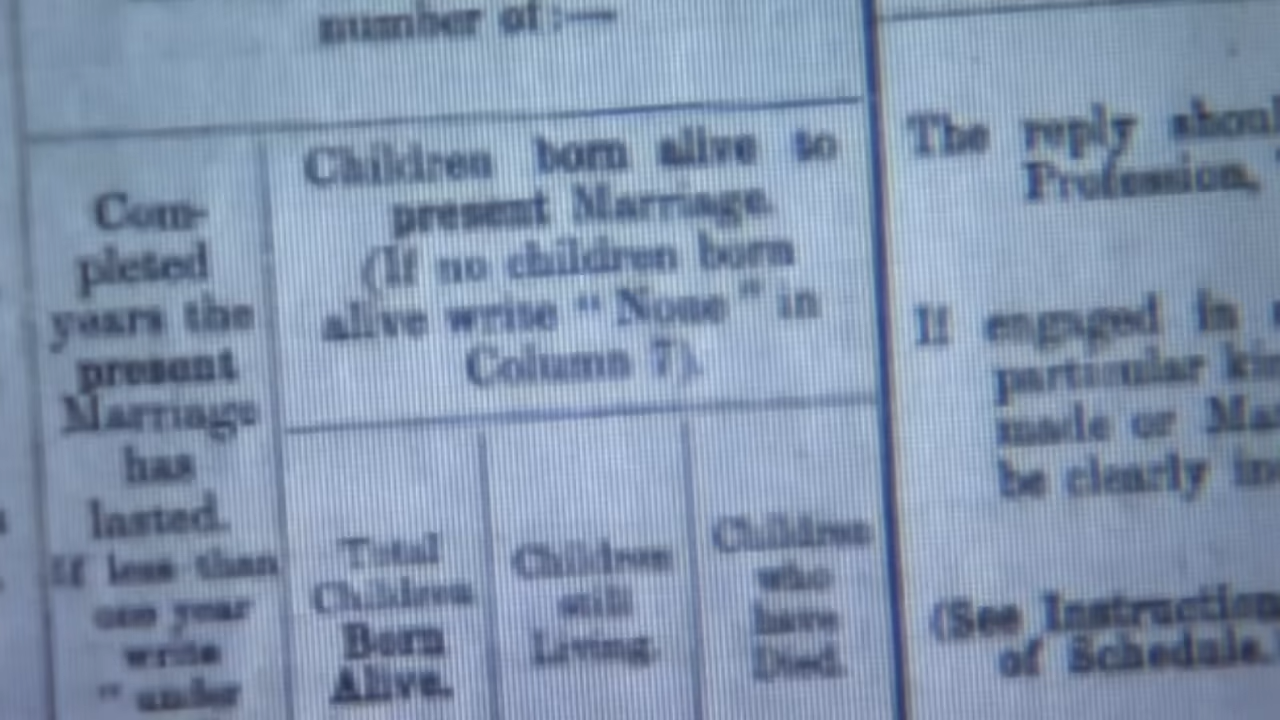 number of :—
Com-
pleted
years the
present
Marriage
has
lasted.
If less than
one year
write
" under
Children born alive to
present Marriage.
(If no children born
alive write " None " in
Column 7).
Total
Children
Born
Alive.
Children
still
Living.
Children
who
have
Died.
The reply shoul
Profession,
If engaged in
particular kin
made or Ma
be clearly in
(See Instruction
of Schedule.